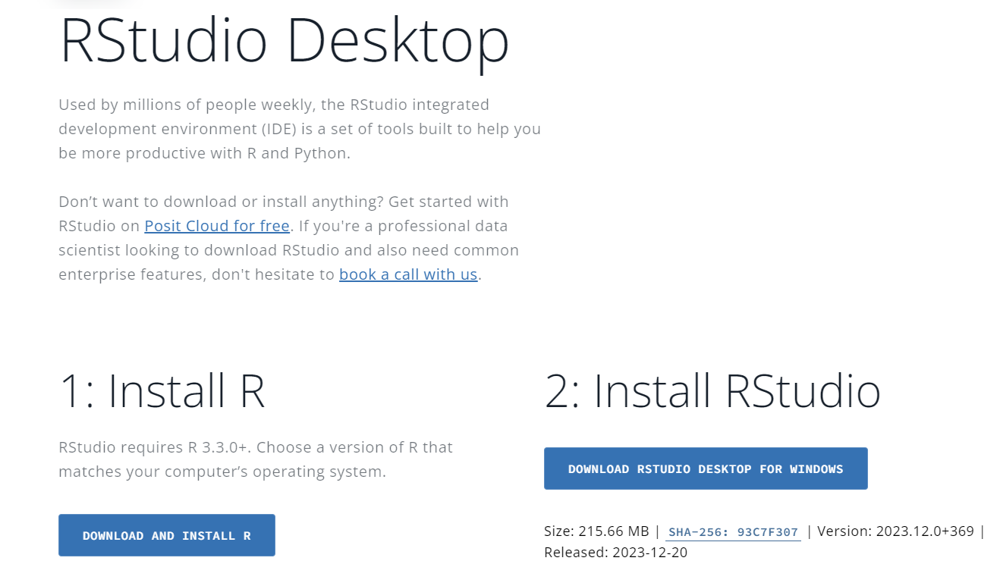 RStudio Desktop
Used by millions of people weekly, the RStudio integrated
development environment (IDE) is a set of tools built to help you
be more productive with R and Python.
Don’t want to download or install anything? Get started with
RStudio on Posit Cloud for free. If you're a professional data
scientist looking to download RStudio and also need common
enterprise features, don't hesitate to book a call with us.
1: Install R
RStudio requires R 3.3.0+. Choose a version of R that
matches your computer’s operating system.
DOWNLOAD AND INSTALL R
2: Install RStudio
DOWNLOAD RSTUDIO DESKTOP FOR WINDOWS
Size: 215.66 MB | SHA-256: 93C7F307 | Version: 2023.12.0+369 |
Released: 2023-12-20